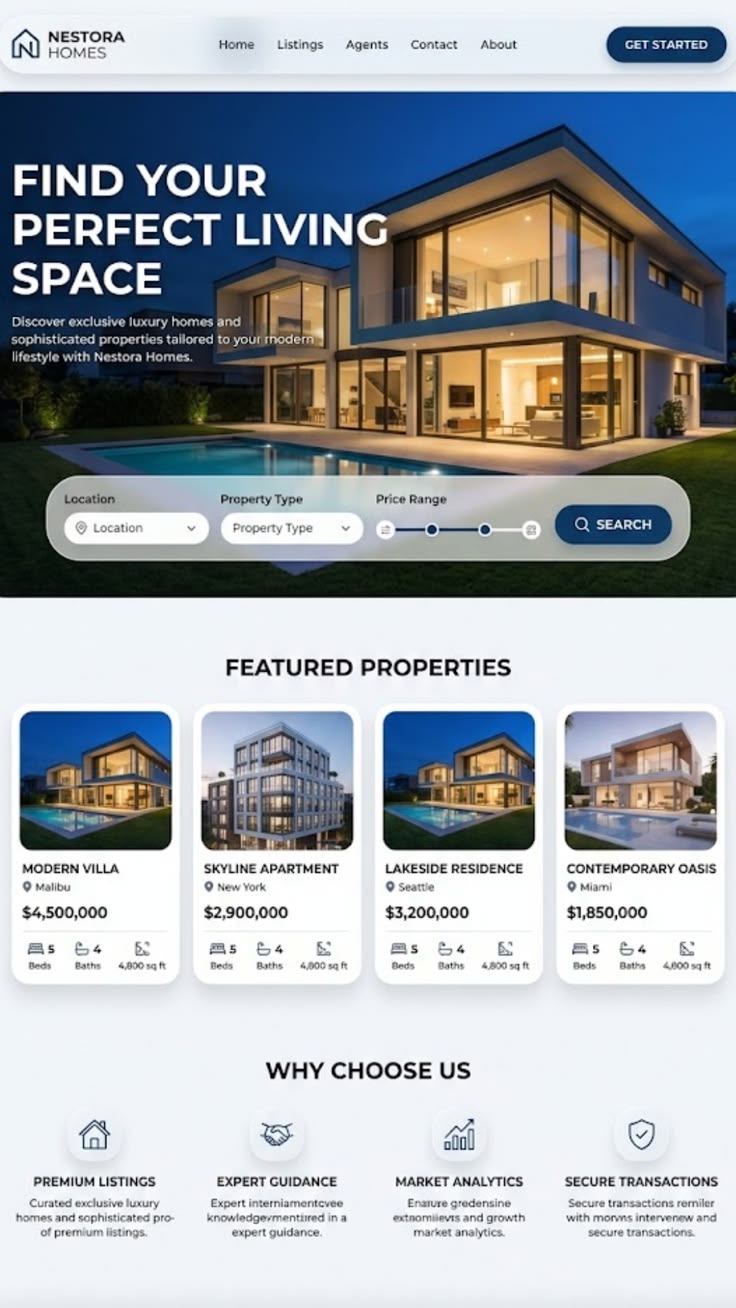 NESTORA
HOMES
Home Listings Agents Contact About
GET STARTED
FIND YOUR
PERFECT LIVING
SPACE
Discover exclusive luxury homes and
sophisticated properties tailored to your modern
lifestyle with Nestora Homes.
Location Property Type Price Range
Location Property Type SEARCH
FEATURED PROPERTIES
MODERN VILLA
Malibu
$4,500,000
5 4
Beds Baths 4,800 sq ft
SKYLINE APARTMENT
New York
$2,900,000
5 4
Beds Baths 4,800 sq ft
LAKESIDE RESIDENCE
Seattle
$3,200,000
5 4
Beds Baths 4,800 sq ft
CONTEMPORARY OASIS
Miami
$1,850,000
5 4
Beds Baths 4,800 sq ft
WHY CHOOSE US
PREMIUM LISTINGS
Curated exclusive luxury
homes and sophisticated pro-
of premium listings.
EXPERT GUIDANCE
Expert
in a
expert guidance.
MARKET ANALYTICS
and growth
market analytics.
SECURE TRANSACTIONS
Secure transactions
with and
secure transactions.